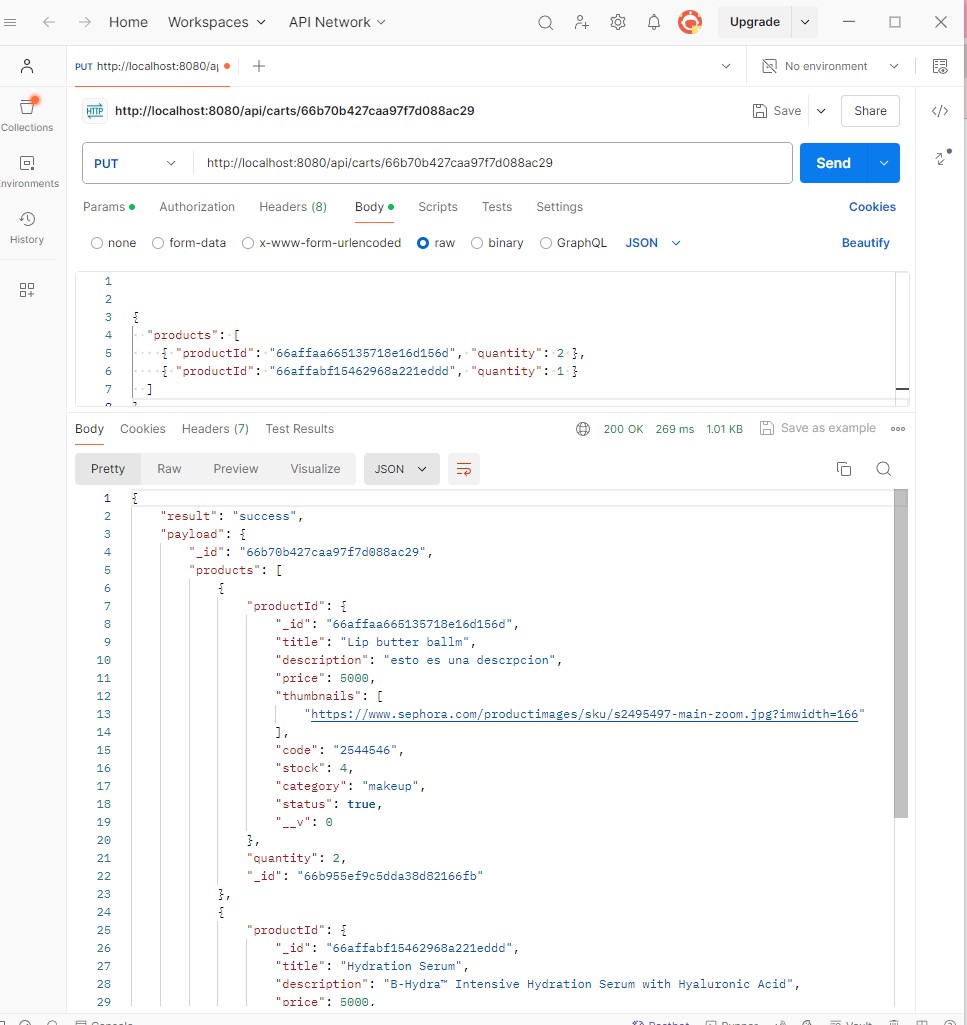 Home Workspaces API Network Upgrade
PUT http://localhost:8080/a No environment
HTTP http://localhost:8080/api/carts/66b70b427caa97f7d088ac29 Save Share
Collections
PUT http://localhost:8080/api/carts/66b70b427caa97f7d088ac29 Send
nvironments
Params Authorization Headers (8) Body Scripts Tests Settings Cookies
History
none form-data x-www-form-urlencoded raw binary GraphQL JSON Beautify
1
2
3 {
4 "products": [
5 { "productId": "66affaa665135718e16d156d", "quantity": 2 },
6 { "productId": "66affabf15462968a221eddd", "quantity": 1 }
7 ]
Body Cookies Headers (7) Test Results 200 OK 269 ms 1.01 KB Save as example
Pretty Raw Preview Visualize JSON
1 {
2 "result": "success",
3 "payload": {
4 "_id": "66b70b427caa97f7d088ac29",
5 "products": [
6 {
7 "productId": {
8 "_id": "66affaa665135718e16d156d",
9 "title": "Lip butter ballm",
10 "description": "esto es una descrpcion",
11 "price": 5000,
12 "thumbnails": [
13 "https://www.sephora.com/productimages/sku/s2495497-main-zoom.jpg?imwidth=166"
14 ],
15 "code": "2544546",
16 "stock": 4,
17 "category": "makeup",
18 "status": true,
19 "__v": 0
20 },
21 "quantity": 2,
22 "_id": "66b955ef9c5dda38d82166fb"
23 },
24 {
25 "productId": {
26 "_id": "66affabf15462968a221eddd",
27 "title": "Hydration Serum",
28 "description": "B-Hydra™ Intensive Hydration Serum with Hyaluronic Acid",
29 "price": 5000,
Console Postbot Runner Vault